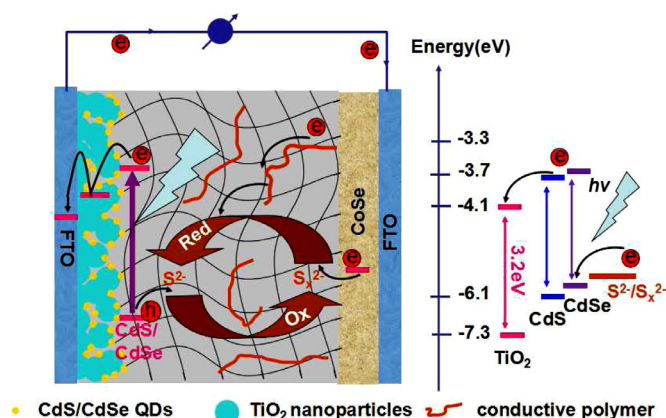 e
e
Energy(eV)
e
e
-3.3
-3.7
-4.1
-6.1
-7.3
e
hν
e
3.2eV
CdS
CdSe
S²⁻/Sₓ²⁻
TiO₂
FTO
Red
S²⁻
Sₓ²⁻
e
h
Ox
CdS/
CdSe
CoSe
FTO
CdS/CdSe QDs
TiO₂ nanoparticles
conductive polymer